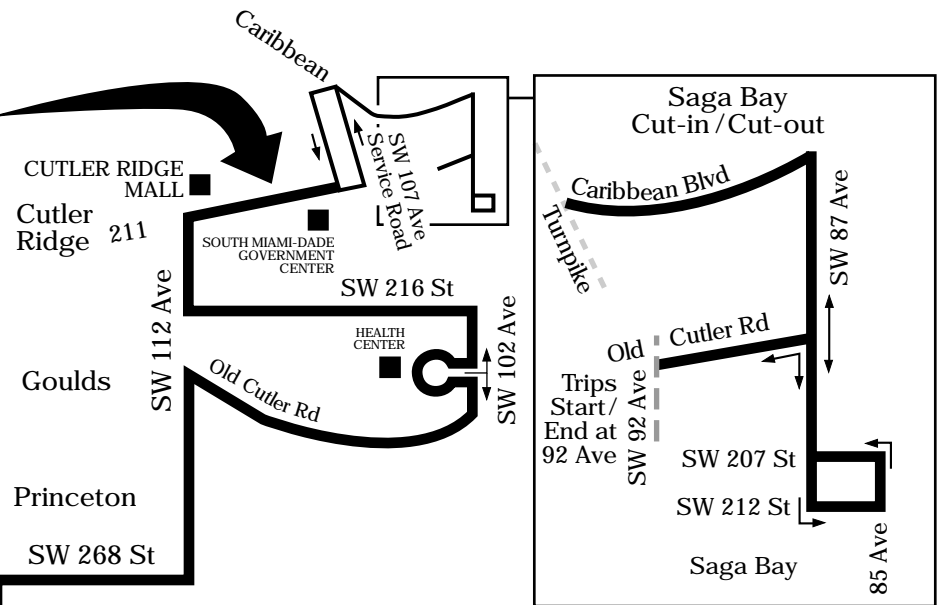 Caribbean
CUTLER RIDGE
MALL
Cutler
Ridge
211
SW 107 Ave
Service Road
SOUTH MIAMI-DADE
GOVERNMENT
CENTER
SW 216 St
SW 112 Ave
HEALTH
CENTER
SW 102 Ave
Old Cutler Rd
Goulds
Princeton
SW 268 St
Saga Bay
Cut-in / Cut-out
Caribbean Blvd
Turnpike
SW 87 Ave
Old Cutler Rd
Trips
Start/
End at
92 Ave
SW 92 Ave
SW 207 St
SW 212 St
85 Ave
Saga Bay